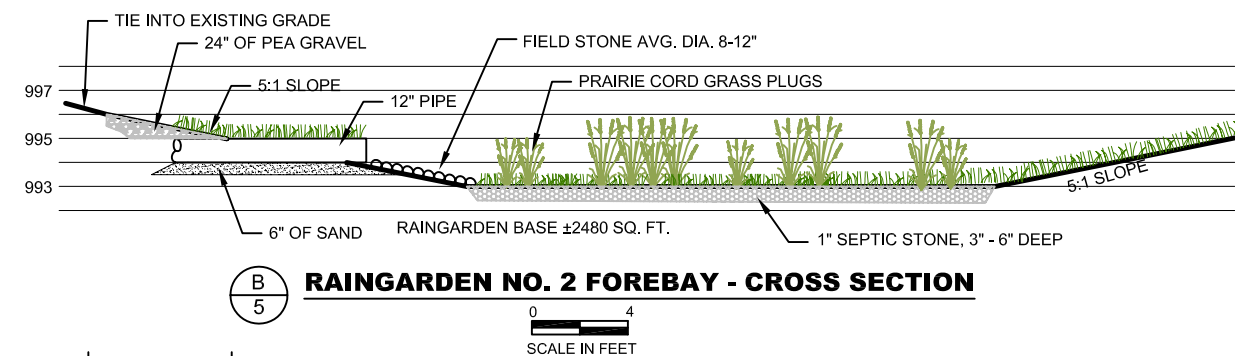 TIE INTO EXISTING GRADE
24" OF PEA GRAVEL
FIELD STONE AVG. DIA. 8-12"
5:1 SLOPE
PRAIRIE CORD GRASS PLUGS
12" PIPE
997
995
993
5:1 SLOPE
6" OF SAND
RAINGARDEN BASE ±2480 SQ. FT.
1" SEPTIC STONE, 3" - 6" DEEP
B
5
RAINGARDEN NO. 2 FOREBAY - CROSS SECTION
0 4
SCALE IN FEET